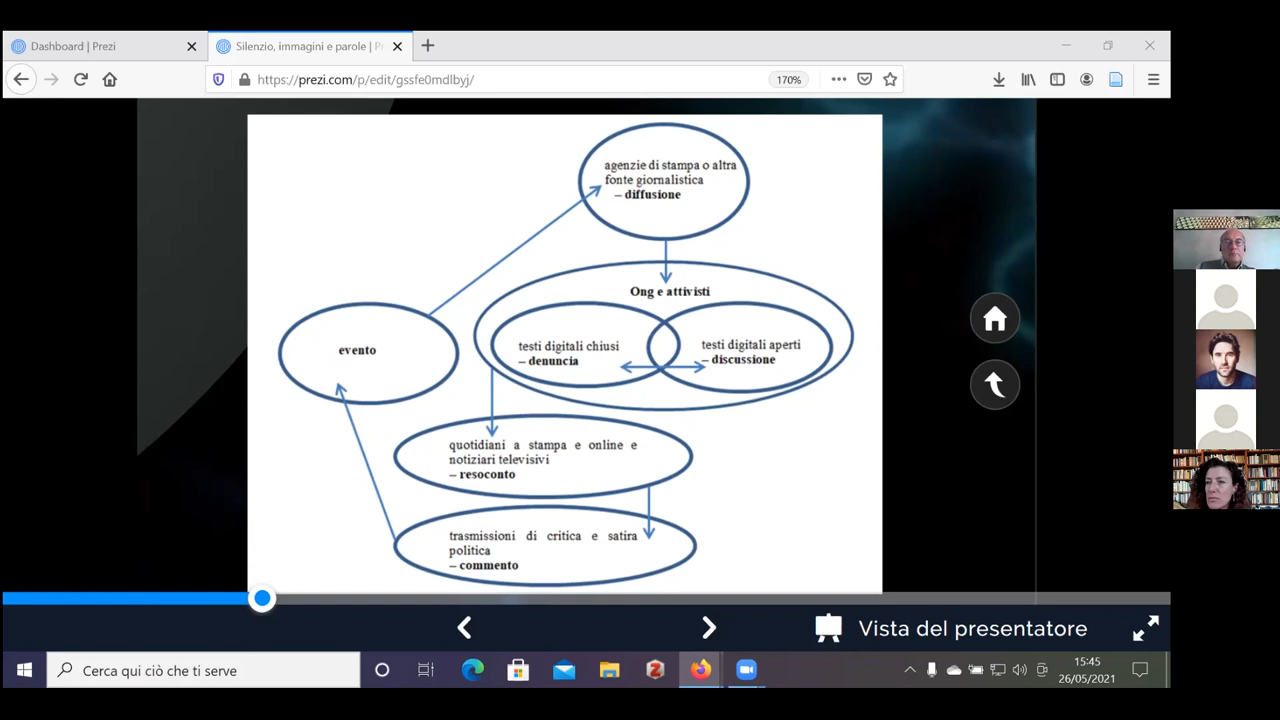 Dashboard | Prezi
Silenzio, immagini e parole | Pr
https://prezi.com/p/edit/gssfe0mdlbyj/
170%
agenzie di stampa o altra
fonte giornalistica
– diffusione
Ong e attivisti
evento
testi digitali chiusi
– denuncia
testi digitali aperti
– discussione
quotidiani a stampa e online e
notiziari televisivi
– resoconto
trasmissioni di critica e satira
politica
– commento
Vista del presentatore
Cerca qui ciò che ti serve
15:45
26/05/2021